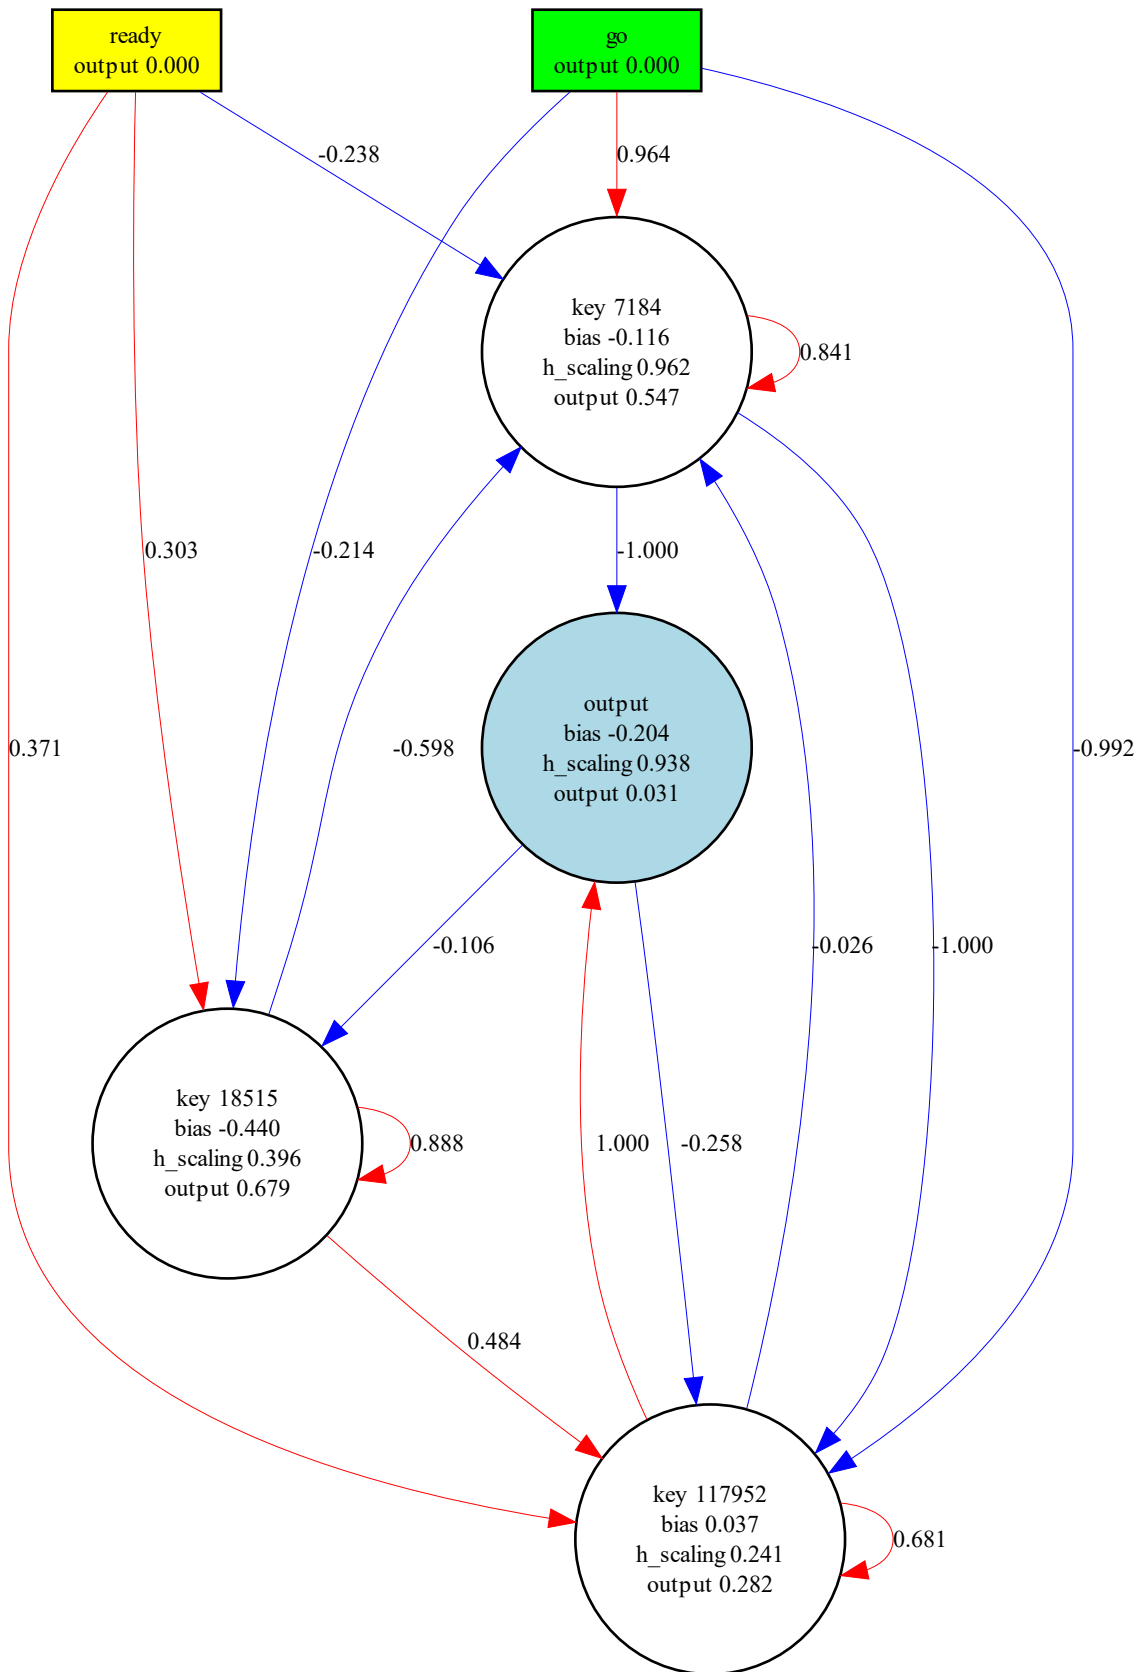 ready
output 0.000
go
output 0.000
-0.238
0.964
key 7184
bias -0.116
h_scaling 0.962
output 0.547
0.841
0.303
-0.214
-1.000
output
bias -0.204
h_scaling 0.938
output 0.031
0.371
-0.598
-0.992
-0.106
-0.026
-1.000
key 18515
bias -0.440
h_scaling 0.396
output 0.679
0.888
1.000
-0.258
0.484
key 117952
bias 0.037
h_scaling 0.241
output 0.282
0.681